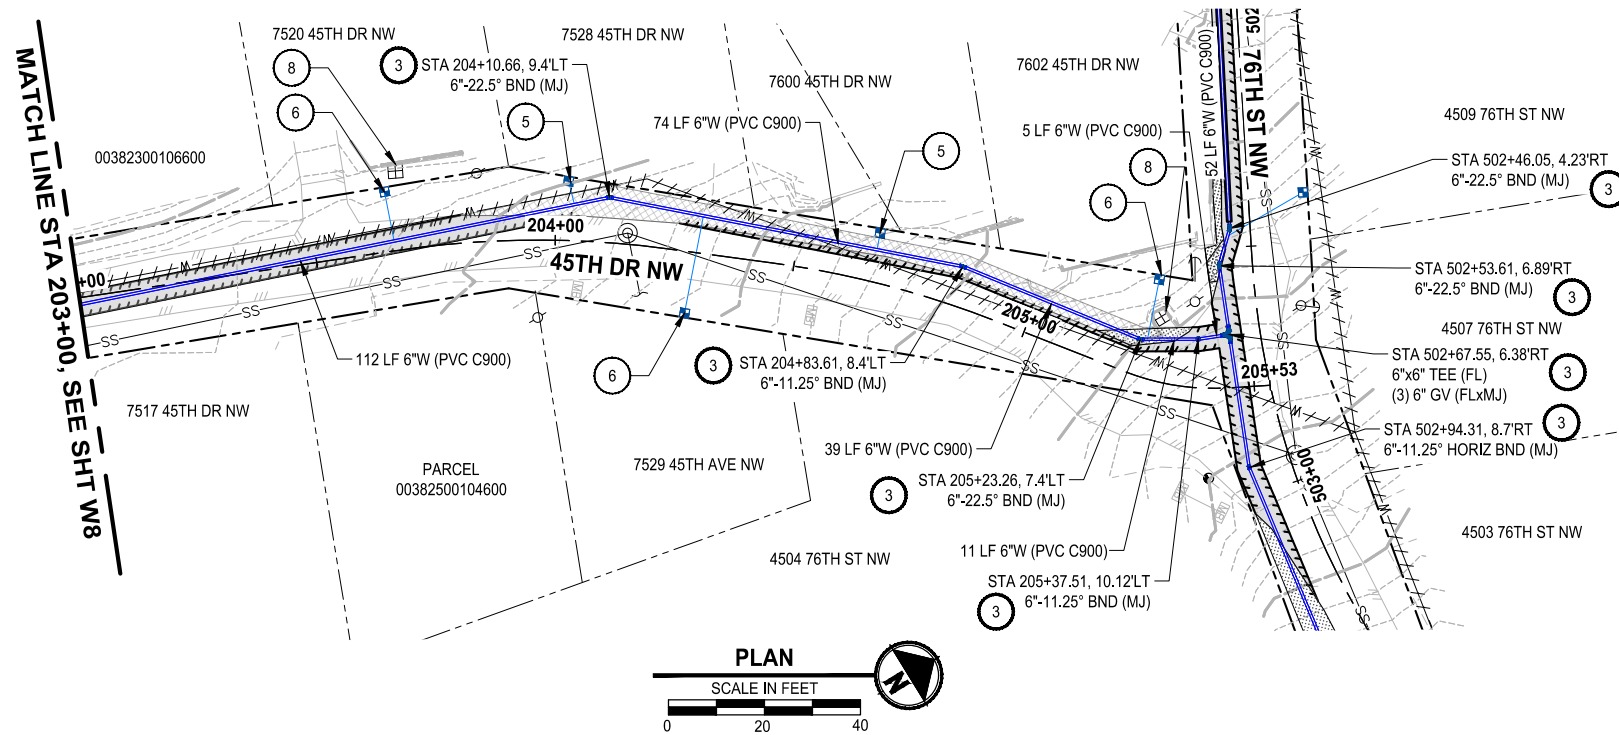 7520 45TH DR NW
8
6
3
STA 204+10.66, 9.4'LT
6"-22.5° BND (MJ)
7528 45TH DR NW
5
7600 45TH DR NW
74 LF 6"W (PVC C900)
5
7602 45TH DR NW
5 LF 6"W (PVC C900)
8
6
52 LF 6"W (PVC C900)
76TH ST NW
502
4509 76TH ST NW
STA 502+46.05, 4.23'RT
6"-22.5° BND (MJ)
3
STA 502+53.61, 6.89'RT
6"-22.5° BND (MJ)
3
4507 76TH ST NW
STA 502+67.55, 6.38'RT
6"x6" TEE (FL)
(3) 6" GV (FLxMJ)
3
STA 502+94.31, 8.7'RT
6"-11.25° HORIZ BND (MJ)
3
4503 76TH ST NW
503+00
205+53
MATCH LINE STA 203+00, SEE SHT W8
00382300106600
+00
204+00
45TH DR NW
205+00
SS
SS
SS
SS
SS
SS
SS
SS
SS
W
W
W
W
W
112 LF 6"W (PVC C900)
7517 45TH DR NW
PARCEL
00382500104600
6
3
STA 204+83.61, 8.4'LT
6"-11.25° BND (MJ)
7529 45TH AVE NW
39 LF 6"W (PVC C900)
3
STA 205+23.26, 7.4'LT
6"-22.5° BND (MJ)
4504 76TH ST NW
11 LF 6"W (PVC C900)
STA 205+37.51, 10.12'LT
6"-11.25° BND (MJ)
3
PLAN
SCALE IN FEET
0 20 40
N